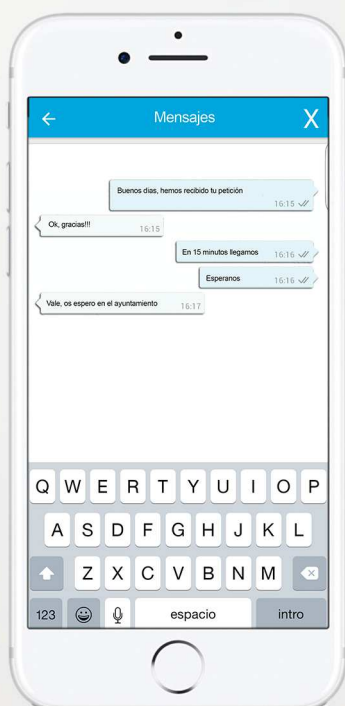 Mensajes X
Buenos dias, hemos recibido tu petición
16:15
Ok, gracias!!!
16:15
En 15 minutos llegamos 16:16
Esperanos 16:16
Vale, os espero en el ayuntamiento
16:17
Q W E R T Y U I O P
A S D F G H J K L
Z X C V B N M
123 espacio intro